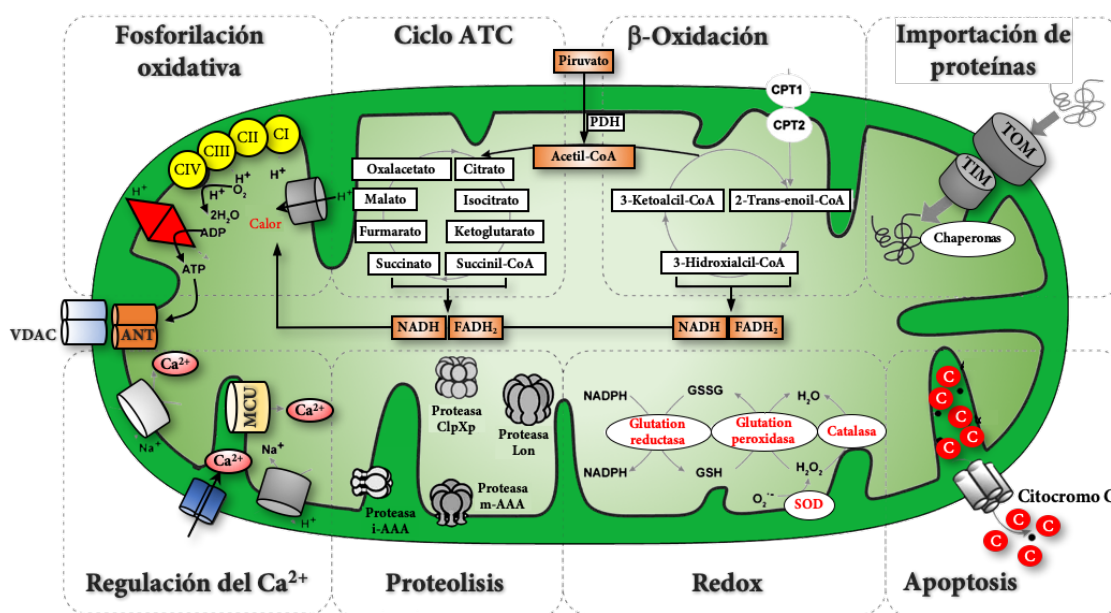 Fosforilación
oxidativa
Ciclo ATC
β-Oxidación
Importación de
proteínas
Piruvato
PDH
Acetil-CoA
CPT1
CPT2
TOM
TIM
Chaperonas
CI
CII
CIII
CIV
H⁺
H⁺
O₂
H⁺
H⁺
H⁺
2H₂O
ADP
ATP
Calor
Oxalacetato
Citrato
Malato
Isocitrato
Furmarato
Ketoglutarato
Succinato
Succinil-CoA
3-Ketoalcil-CoA
2-Trans-enoil-CoA
3-Hidroxialcil-CoA
NADH
FADH₂
NADH
FADH₂
VDAC
ANT
Ca²⁺
MCU
Ca²⁺
Na⁺
Ca²⁺
Na⁺
H⁺
Proteasa
ClpXp
Proteasa
Lon
Proteasa
i-AAA
Proteasa
m-AAA
NADPH
GSSG
H₂O
Glutation
reductasa
Glutation
peroxidasa
Catalasa
NADPH
GSH
H₂O₂
O₂·⁻
SOD
C
C
C
C
C
C
Citocromo C
C
C
C
C
Regulación del Ca²⁺
Proteolisis
Redox
Apoptosis